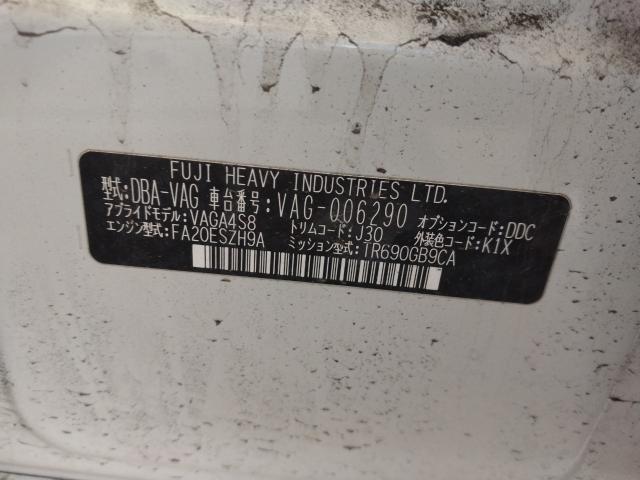 FUJI HEAVY INDUSTRIES LTD.
型式:DBA-VAG 車台番号:VAG-006290 オプションコード:DDC
アプライドモデル:VAGA4S8 トリムコード:J30 外装色コード:K1X
エンジン型式:FA20ESZH9A ミッション型式:TR690GB9CA